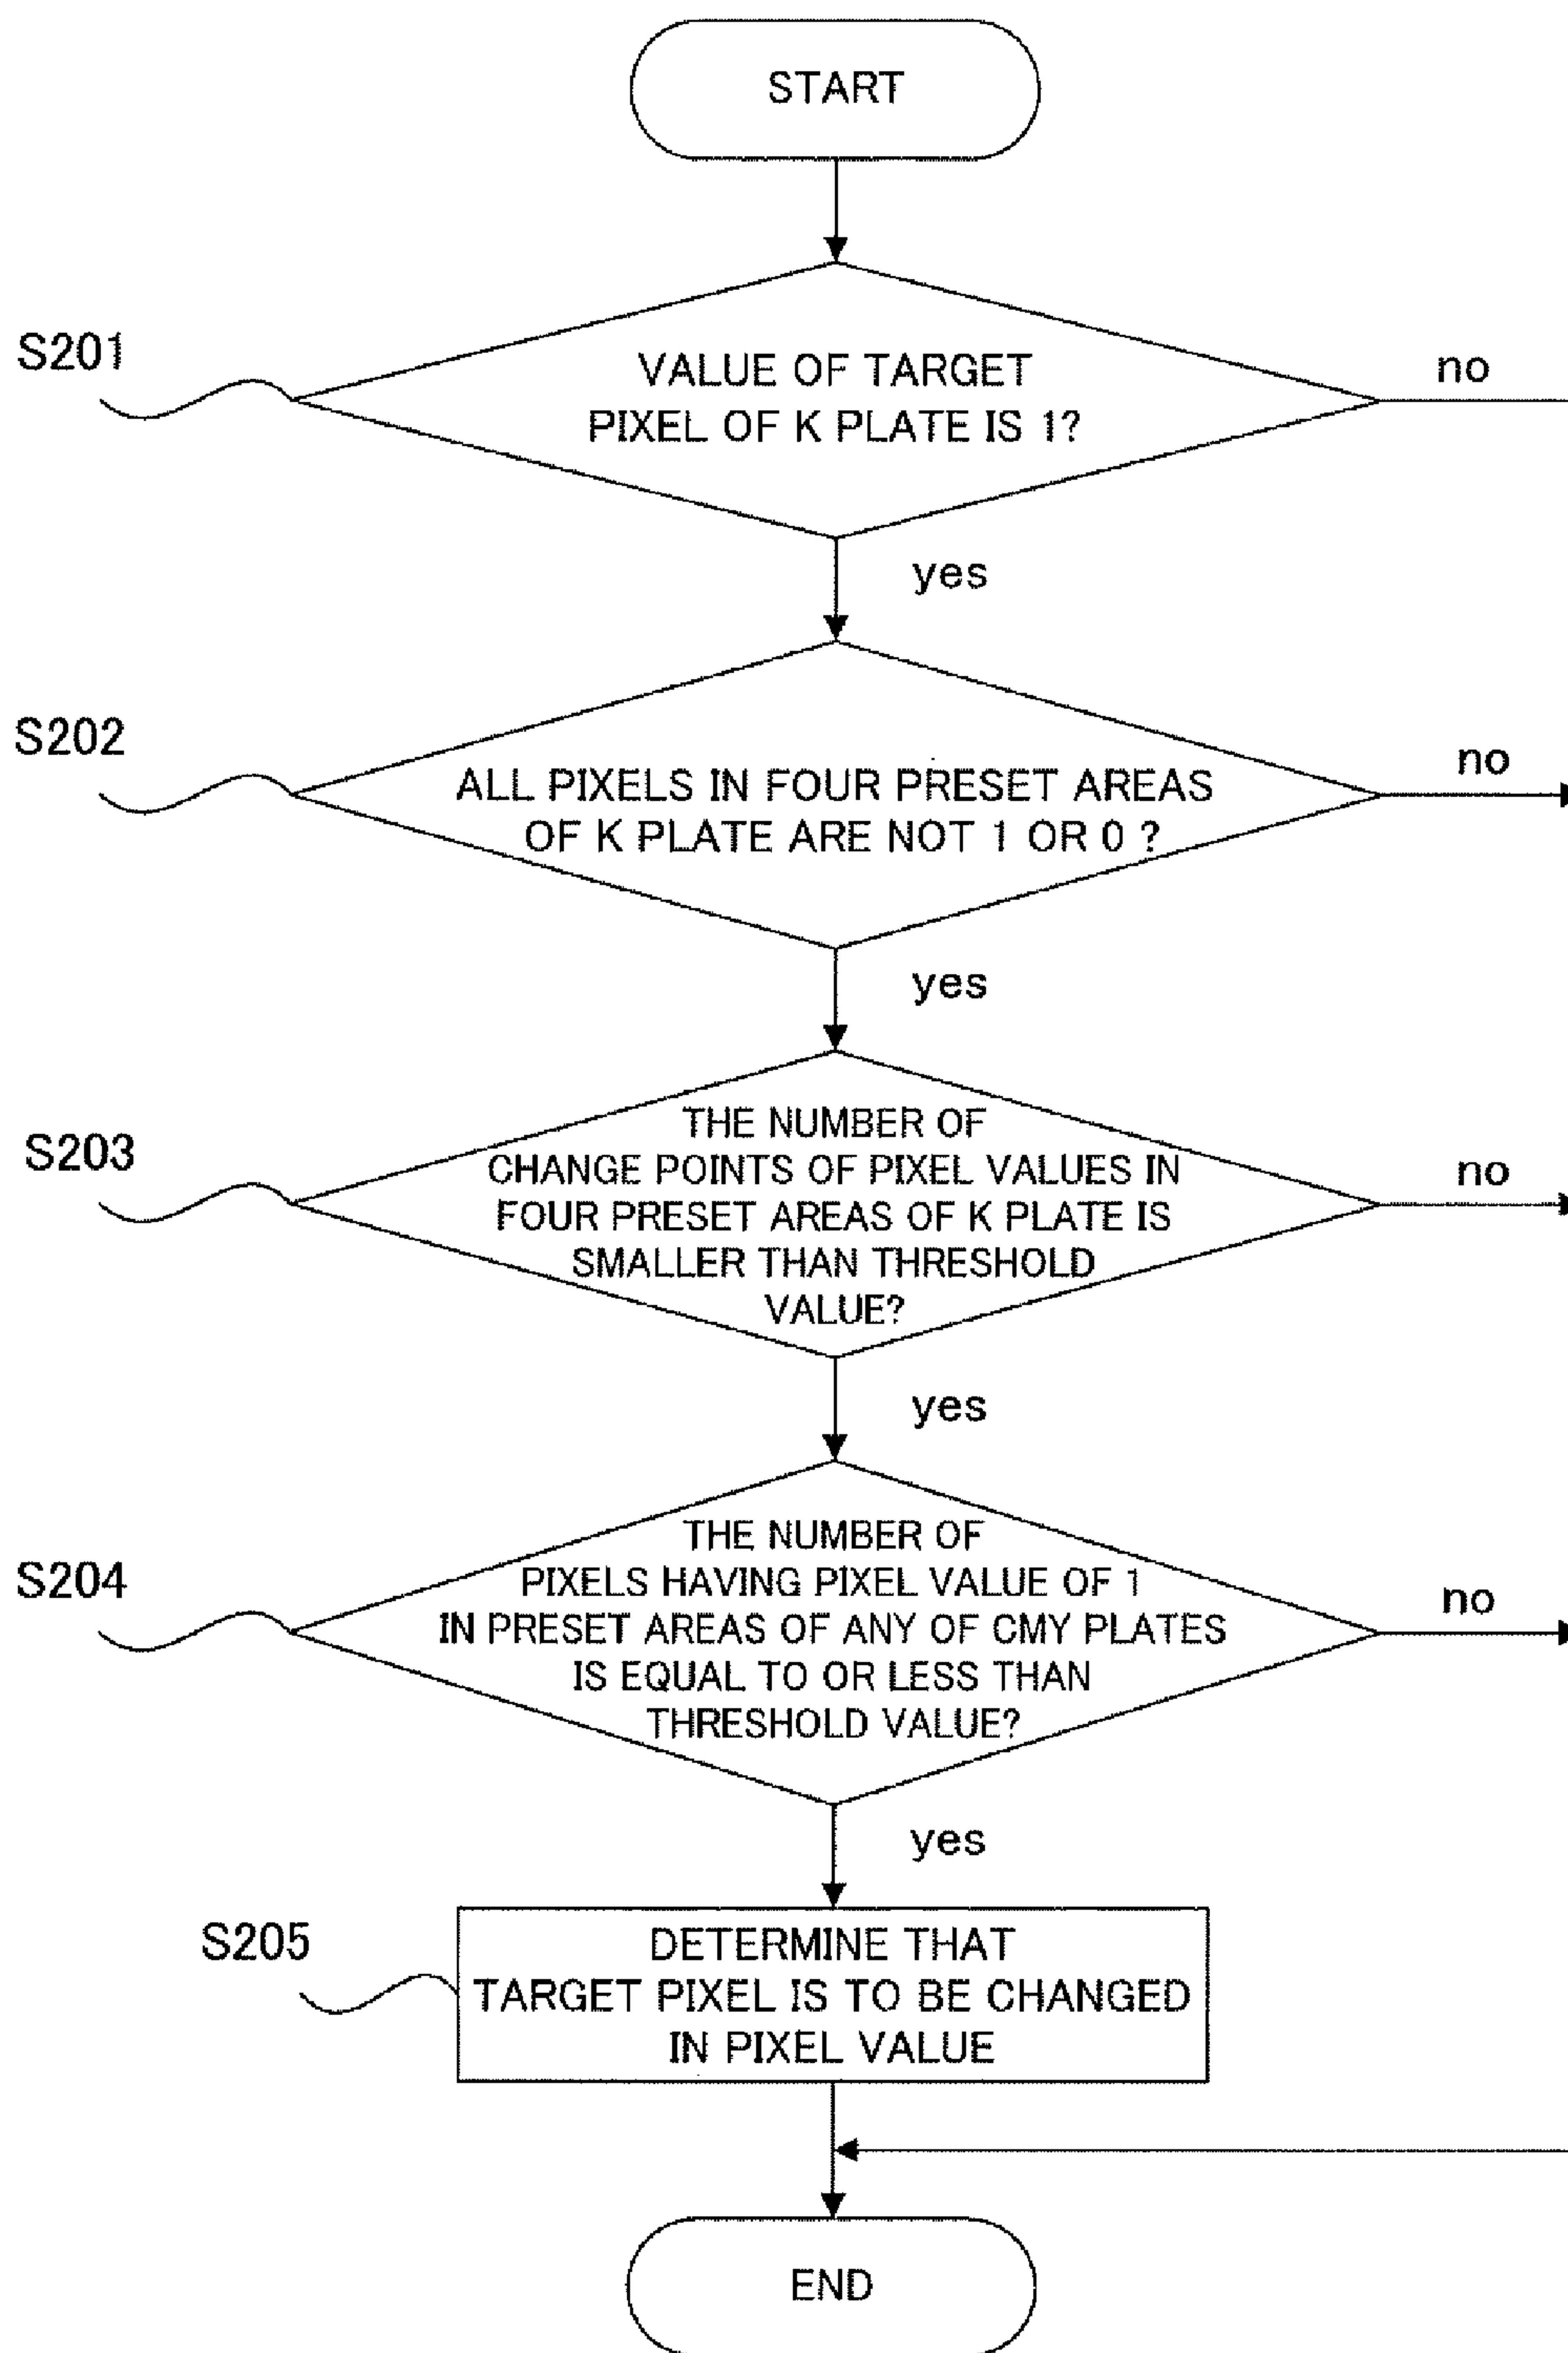 START
S201
VALUE OF TARGET
PIXEL OF K PLATE IS 1?
no
yes
S202
ALL PIXELS IN FOUR PRESET AREAS
OF K PLATE ARE NOT 1 OR 0 ?
no
yes
S203
THE NUMBER OF
CHANGE POINTS OF PIXEL VALUES IN
FOUR PRESET AREAS OF K PLATE IS
SMALLER THAN THRESHOLD
VALUE?
no
yes
S204
THE NUMBER OF
PIXELS HAVING PIXEL VALUE OF 1
IN PRESET AREAS OF ANY OF CMY PLATES
IS EQUAL TO OR LESS THAN
THRESHOLD VALUE?
no
yes
S205
DETERMINE THAT
TARGET PIXEL IS TO BE CHANGED
IN PIXEL VALUE
END